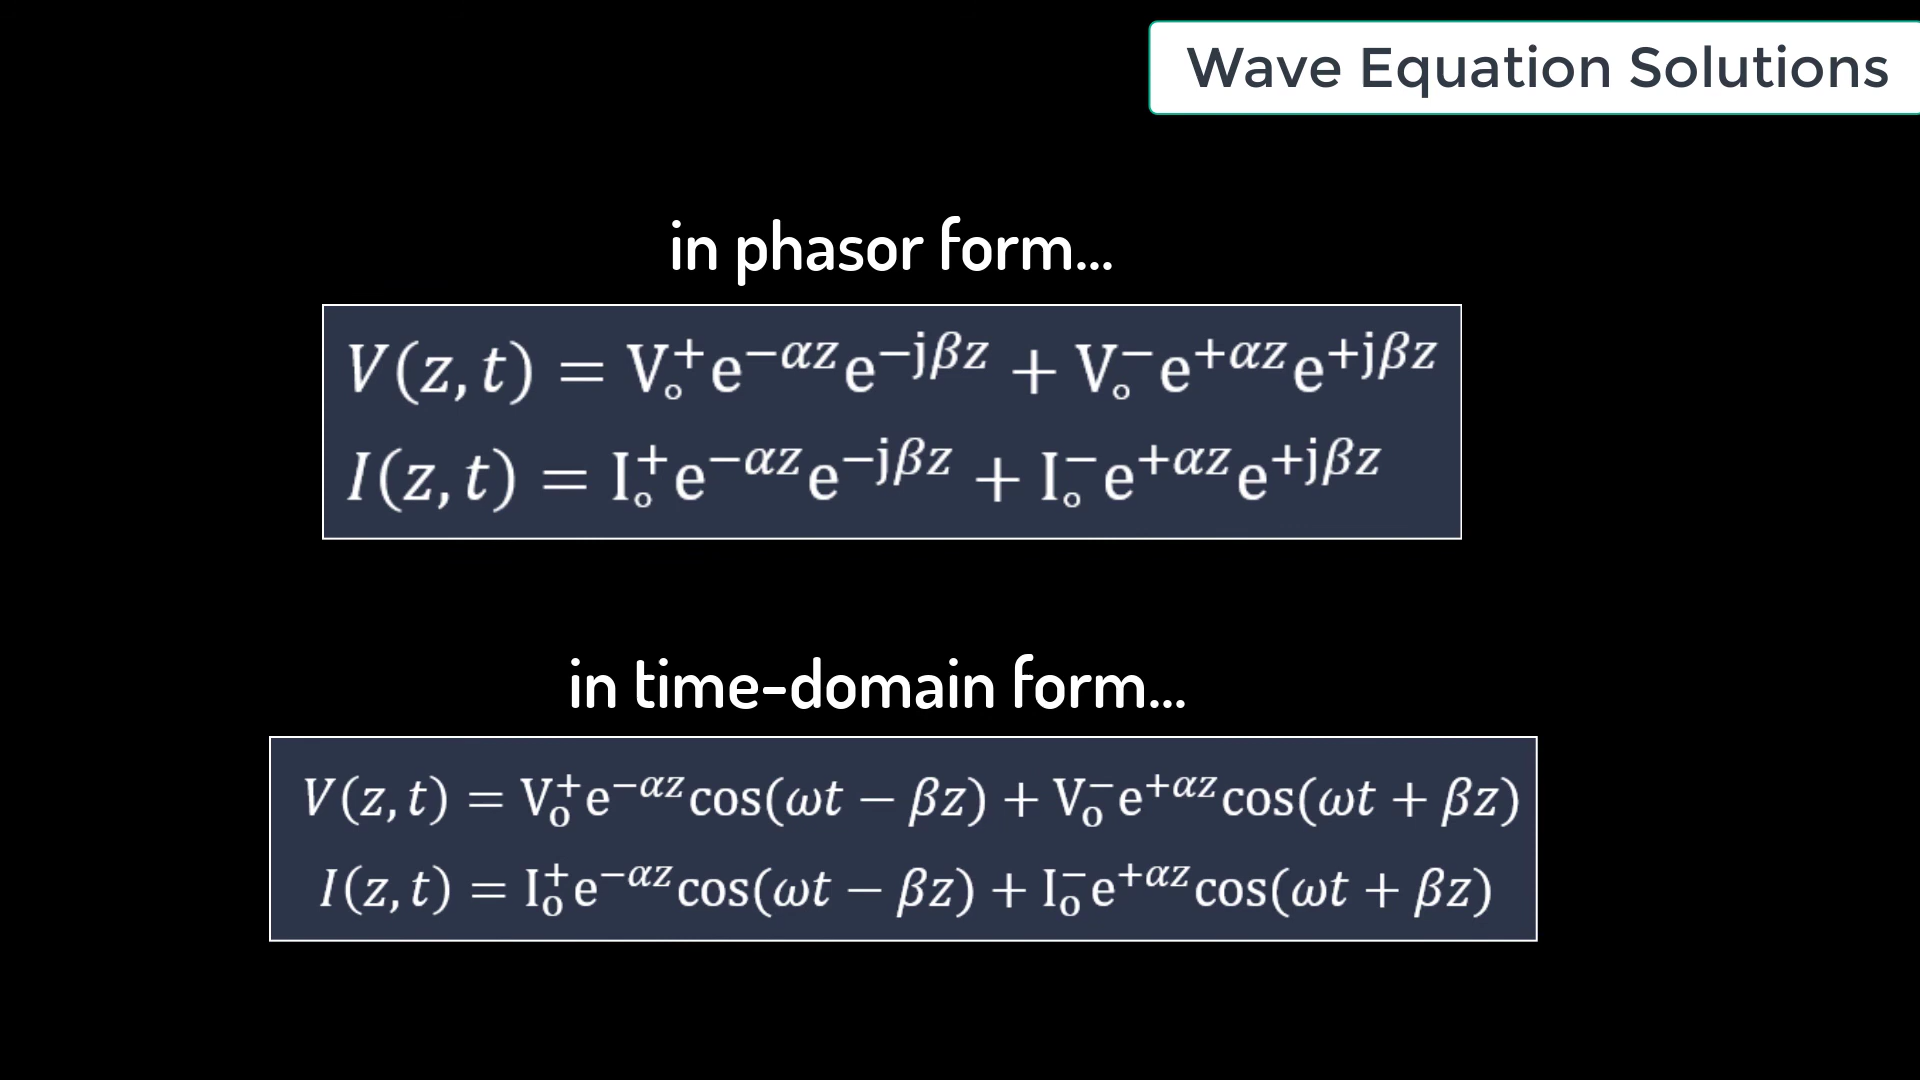 Wave Equation Solutions
in phasor form...
V(z, t) = V₀⁺e^{−αz}e^{−jβz} + V₀⁻e^{+αz}e^{+jβz}
I(z, t) = I₀⁺e^{−αz}e^{−jβz} + I₀⁻e^{+αz}e^{+jβz}
in time-domain form...
V(z, t) = V₀⁺e^{−αz}cos(ωt − βz) + V₀⁻e^{+αz}cos(ωt + βz)
I(z, t) = I₀⁺e^{−αz}cos(ωt − βz) + I₀⁻e^{+αz}cos(ωt + βz)